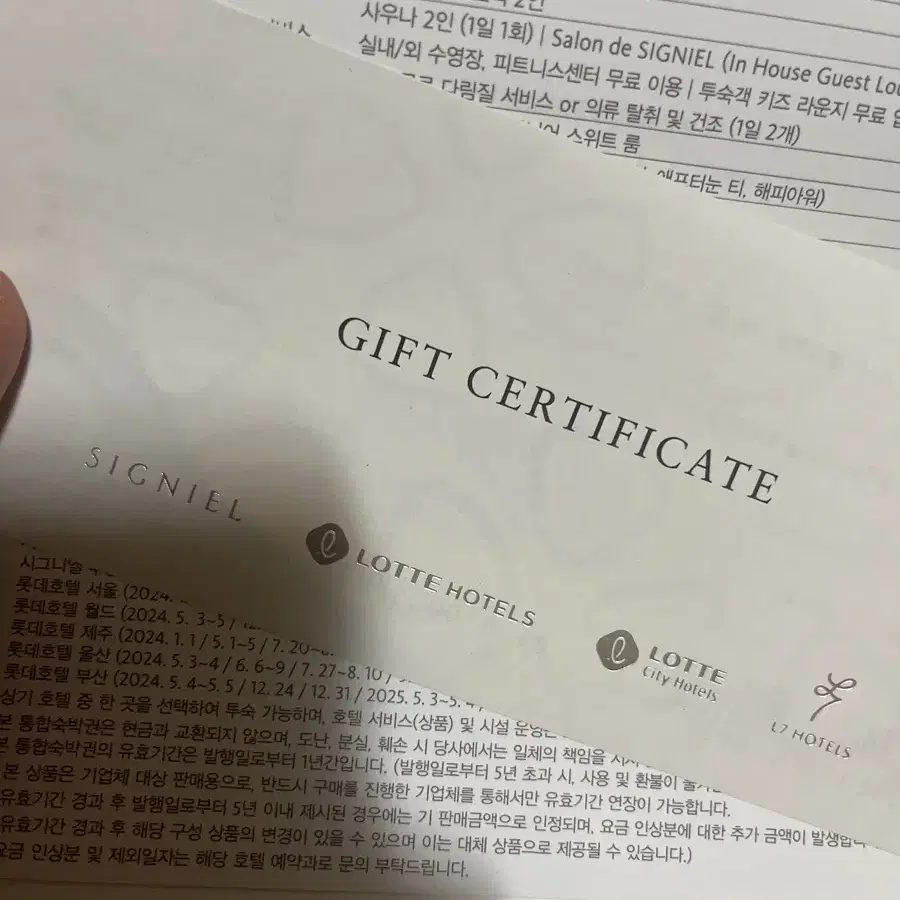 사우나 2인 (1일 1회) | Salon de SIGNIEL (In House Guest
실내/외 수영장, 피트니스센터 무료 이용 | 투숙객 키즈 라운지 무료
다림질 서비스 or 의류 탈취 및 건조 (1일 2개)
스위트 룸
애프터눈 티, 해피아워)
GIFT CERTIFICATE
SIGNIEL
LOTTE HOTELS
LOTTE
City Hotels
L7 HOTELS
시그니엘
롯데호텔 서울 (2024.
롯데호텔 월드 (2024. 5. 3~5 /
롯데호텔 제주 (2024. 1. 1 / 5. 1~5 / 7. 20~
롯데호텔 울산 (2024. 5. 3~4 / 6. 6~9 / 7. 27~8. 10 /
롯데호텔 부산 (2024. 5. 4~5. 5 / 12. 24 / 12. 31 / 2025. 5. 3~5.
상기 호텔 중 한 곳을 선택하여 투숙 가능하며, 호텔 서비스(상품) 및 시설
본 통합숙박권은 현금과 교환되지 않으며, 도난, 분실, 훼손 시 당사에서는 일체의 책임을
본 통합숙박권의 유효기간은 발행일로부터 1년간입니다. (발행일로부터 5년 초과 시, 사용 및 환불이
본 상품은 기업체 대상 판매용으로, 반드시 구매를 진행한 기업체를 통해서만 유효기간 연장이 가능합니다.
유효기간 경과 후 발행일로부터 5년 이내 제시된 경우에는 기 판매금액으로 인정되며, 요금 인상분에 대한 추가 금액이
유효기간 경과 후 해당 구성 상품의 변경이 있을 수 있으며 이는 대체 상품으로 제공될 수 있습니다.)
요금 인상분 및 제외일자는 해당 호텔 예약과로 문의 부탁드립니다.